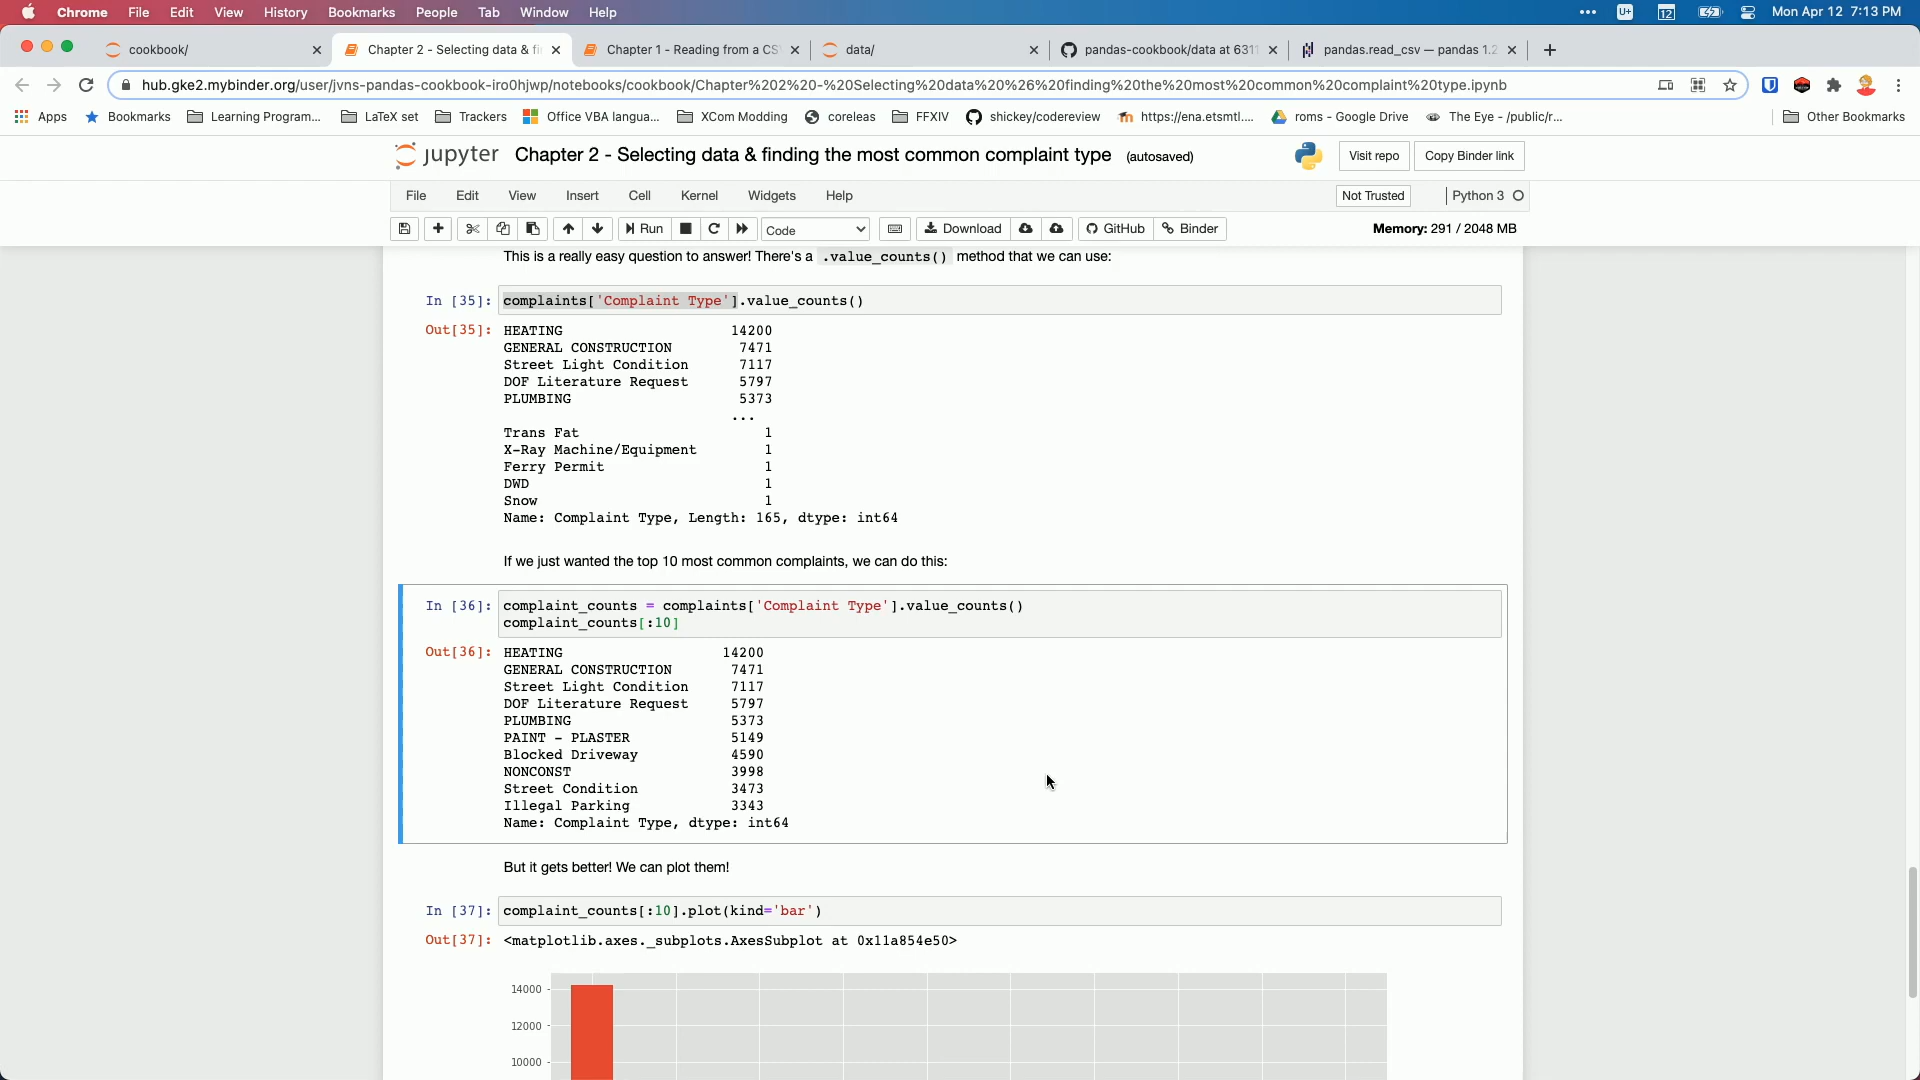 Chrome File Edit View History Bookmarks People Tab Window Help
U+ 12 Mon Apr 12 7:13 PM
cookbook/
Chapter 2 - Selecting data & fi
Chapter 1 - Reading from a CS
data/
pandas-cookbook/data at 6311
pandas.read_csv — pandas 1.2
hub.gke2.mybinder.org/user/jvns-pandas-cookbook-iro0hjwp/notebooks/cookbook/Chapter%202%20-%20Selecting%20data%20%26%20finding%20the%20most%20common%20complaint%20type.ipynb
Apps Bookmarks Learning Program... LaTeX set Trackers Office VBA langua... XCom Modding coreleas FFXIV shickey/codereview https://ena.etsmtl.... roms - Google Drive The Eye - /public/r... Other Bookmarks
jupyter Chapter 2 - Selecting data & finding the most common complaint type (autosaved) Visit repo Copy Binder link
File Edit View Insert Cell Kernel Widgets Help Not Trusted Python 3
Run Code Download GitHub Binder Memory: 291 / 2048 MB
This is a really easy question to answer! There's a .value_counts() method that we can use:
In [35]: complaints['Complaint Type'].value_counts()
Out[35]: HEATING 14200
GENERAL CONSTRUCTION 7471
Street Light Condition 7117
DOF Literature Request 5797
PLUMBING 5373
...
Trans Fat 1
X-Ray Machine/Equipment 1
Ferry Permit 1
DWD 1
Snow 1
Name: Complaint Type, Length: 165, dtype: int64
If we just wanted the top 10 most common complaints, we can do this:
In [36]: complaint_counts = complaints['Complaint Type'].value_counts()
complaint_counts[:10]
Out[36]: HEATING 14200
GENERAL CONSTRUCTION 7471
Street Light Condition 7117
DOF Literature Request 5797
PLUMBING 5373
PAINT - PLASTER 5149
Blocked Driveway 4590
NONCONST 3998
Street Condition 3473
Illegal Parking 3343
Name: Complaint Type, dtype: int64
But it gets better! We can plot them!
In [37]: complaint_counts[:10].plot(kind='bar')
Out[37]: <matplotlib.axes._subplots.AxesSubplot at 0x11a854e50>
14000
12000
10000